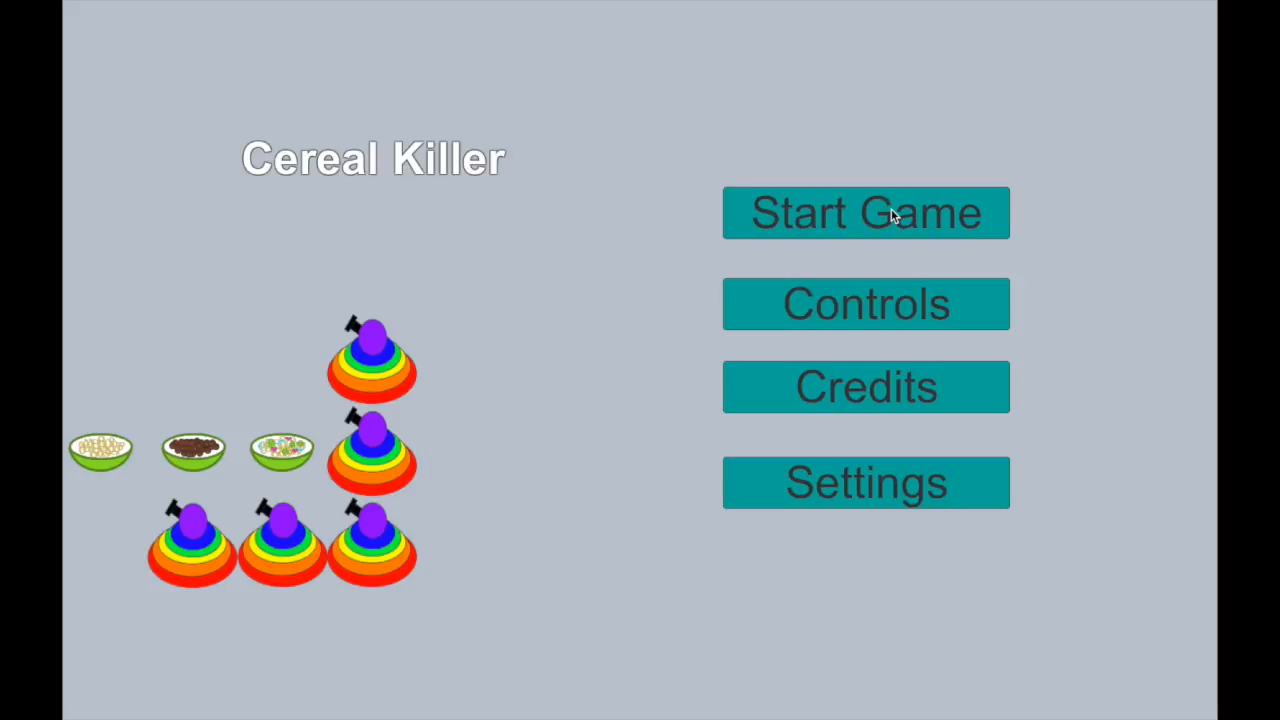 Cereal Killer
Start Game
Controls
Credits
Settings